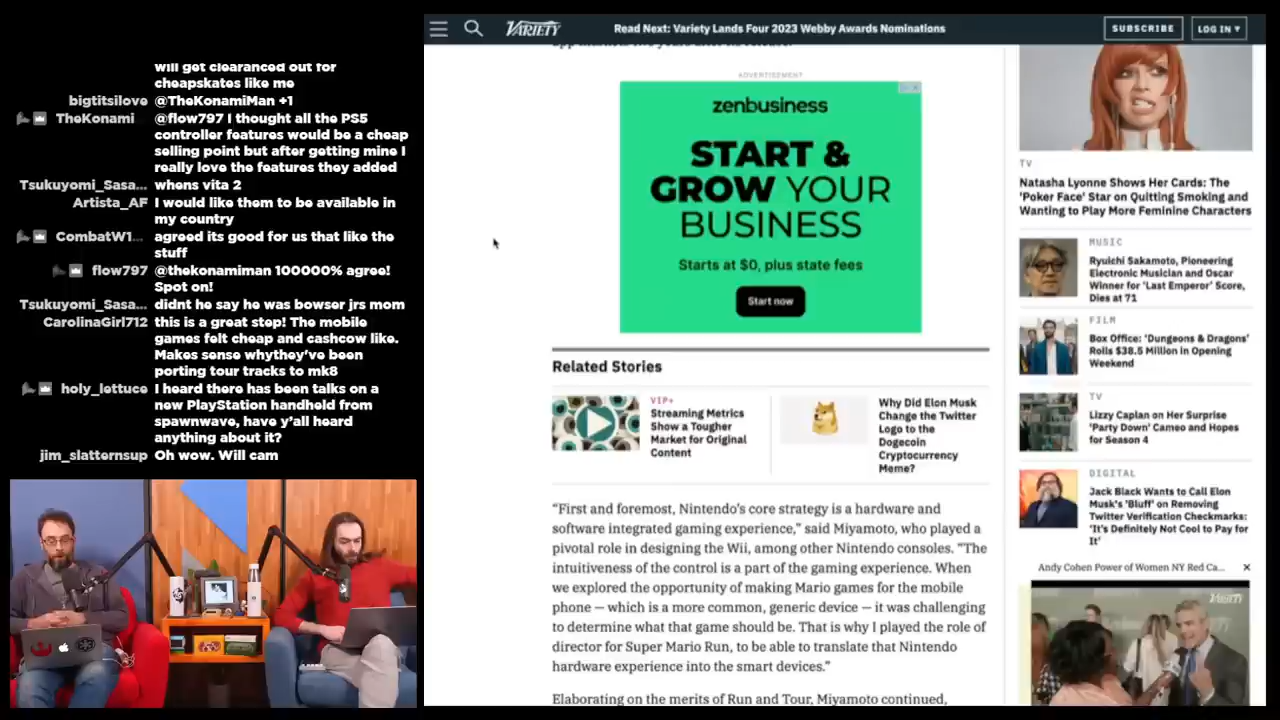 will get clearanced out for
cheapskates like me
bigtitsilove @TheKonamiMan +1
TheKonami @flow797 I thought all the PS5
controller features would be a cheap
selling point but after getting mine I
really love the features they added
Tsukuyomi_Sasa... whens vita 2
Artista_AF I would like them to be available in
my country
CombatW1... agreed its good for us that like the
stuff
flow797 @thekonamiman 100000% agree!
Spot on!
Tsukuyomi_Sasa... didnt he say he was bowser jrs mom
CarolinaGirl712 this is a great step! The mobile
games felt cheap and cashcow like.
Makes sense whythey've been
porting tour tracks to mk8
holy_lettuce I heard there has been talks on a
new PlayStation handheld from
spawnwave, have y'all heard
anything about it?
jim_slatternsup Oh wow. Will cam
VARIETY
Read Next: Variety Lands Four 2023 Webby Awards Nominations
SUBSCRIBE
LOG IN
ADVERTISEMENT
zenbusiness
START &
GROW YOUR
BUSINESS
Starts at $0, plus state fees
Start now
Related Stories
VIP+
Streaming Metrics
Show a Tougher
Market for Original
Content
Why Did Elon Musk
Change the Twitter
Logo to the
Dogecoin
Cryptocurrency
Meme?
“First and foremost, Nintendo's core strategy is a hardware and
software integrated gaming experience,” said Miyamoto, who played a
pivotal role in designing the Wii, among other Nintendo consoles. “The
intuitiveness of the control is a part of the gaming experience. When
we explored the opportunity of making Mario games for the mobile
phone — which is a more common, generic device — it was challenging
to determine what that game should be. That is why I played the role of
director for Super Mario Run, to be able to translate that Nintendo
hardware experience into the smart devices.”
Elaborating on the merits of Run and Tour, Miyamoto continued,
TV
Natasha Lyonne Shows Her Cards: The
'Poker Face' Star on Quitting Smoking and
Wanting to Play More Feminine Characters
MUSIC
Ryuichi Sakamoto, Pioneering
Electronic Musician and Oscar
Winner for 'Last Emperor' Score,
Dies at 71
FILM
Box Office: 'Dungeons & Dragons'
Rolls $38.5 Million in Opening
Weekend
TV
Lizzy Caplan on Her Surprise
'Party Down' Cameo and Hopes
for Season 4
DIGITAL
Jack Black Wants to Call Elon
Musk's 'Bluff' on Removing
Twitter Verification Checkmarks:
'It's Definitely Not Cool to Pay for
It'
Andy Cohen Power of Women NY Red Ca...
VARIETY